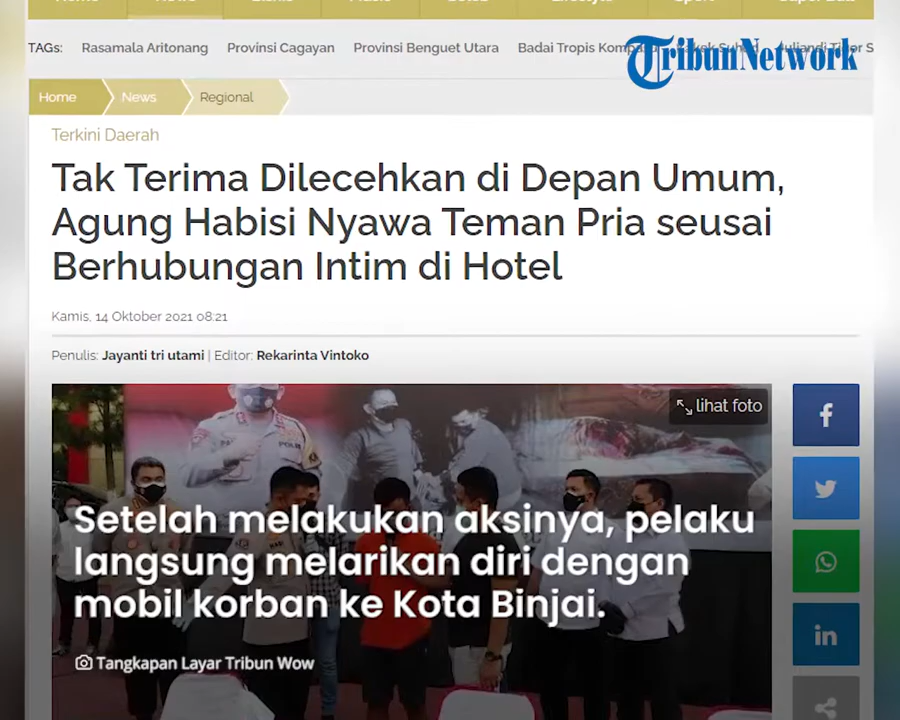 TAGs: Rasamala Aritonang Provinsi Cagayan Provinsi Benguet Utara Badai Tropis
TribunNetwork
Home News Regional
Terkini Daerah
Tak Terima Dilecehkan di Depan Umum,
Agung Habisi Nyawa Teman Pria seusai
Berhubungan Intim di Hotel
Kamis, 14 Oktober 2021 08:21
Penulis: Jayanti tri utami | Editor: Rekarinta Vintoko
lihat foto
Setelah melakukan aksinya, pelaku
langsung melarikan diri dengan
mobil korban ke Kota Binjai.
Tangkapan Layar Tribun Wow